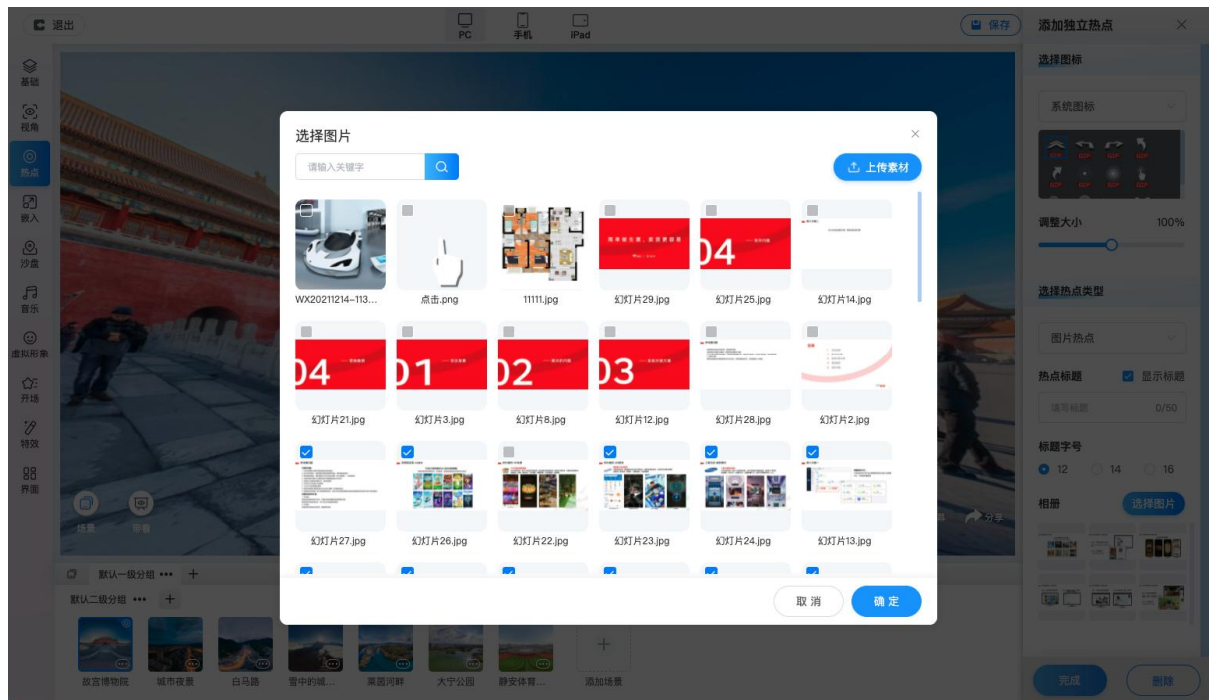 退出
PC
手机
iPad
保存
添加独立热点
基础
视角
热点
嵌入
沙盘
音乐
虚拟形象
开场
特效
界面
选择图片
请输入关键字
上传素材
WX20211214-113...
点击.png
11111.jpg
幻灯片29.jpg
幻灯片25.jpg
幻灯片14.jpg
04
幻灯片21.jpg
幻灯片3.jpg
幻灯片8.jpg
幻灯片12.jpg
幻灯片28.jpg
幻灯片2.jpg
04
01
02
03
幻灯片27.jpg
幻灯片26.jpg
幻灯片22.jpg
幻灯片23.jpg
幻灯片24.jpg
幻灯片13.jpg
取消
确定
选择图标
系统图标
调整大小
100%
选择热点类型
图片热点
热点标题
显示标题
填写标题
0/50
标题字号
12
14
16
相册
选择图片
完成
删除
场景
分享
默认一级分组
默认二级分组
故宫博物院
城市夜景
白马路
雪中的城...
莱茵河畔
大宁公园
静安体育...
添加场景